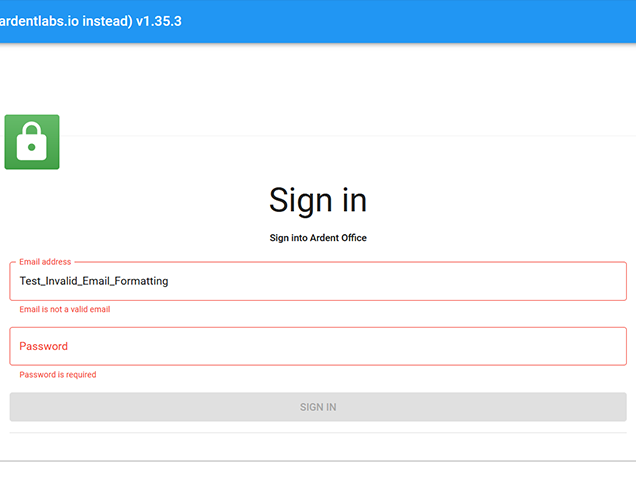 ardentlabs.io instead) v1.35.3
Sign in
Sign into Ardent Office
Email address
Test_Invalid_Email_Formatting
Email is not a valid email
Password
Password is required
SIGN IN